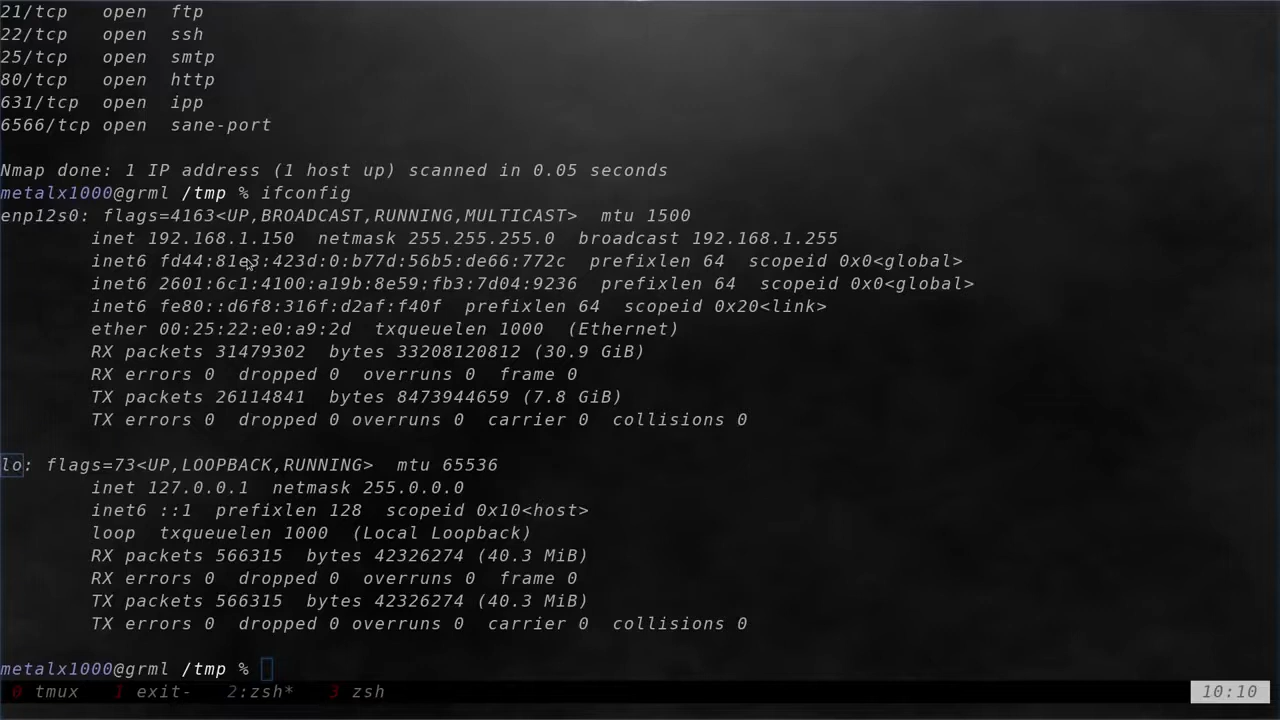 21/tcp   open  ftp
22/tcp   open  ssh
25/tcp   open  smtp
80/tcp   open  http
631/tcp  open  ipp
6566/tcp open  sane-port
Nmap done: 1 IP address (1 host up) scanned in 0.05 seconds
metalx1000@grml /tmp % ifconfig
enp12s0: flags=4163<UP,BROADCAST,RUNNING,MULTICAST>  mtu 1500
        inet 192.168.1.150  netmask 255.255.255.0  broadcast 192.168.1.255
        inet6 fd44:81e3:423d:0:b77d:56b5:de66:772c  prefixlen 64  scopeid 0x0<global>
        inet6 2601:6c1:4100:a19b:8e59:fb3:7d04:9236  prefixlen 64  scopeid 0x0<global>
        inet6 fe80::d6f8:316f:d2af:f40f  prefixlen 64  scopeid 0x20<link>
        ether 00:25:22:e0:a9:2d  txqueuelen 1000  (Ethernet)
        RX packets 31479302  bytes 33208120812 (30.9 GiB)
        RX errors 0  dropped 0  overruns 0  frame 0
        TX packets 26114841  bytes 8473944659 (7.8 GiB)
        TX errors 0  dropped 0 overruns 0  carrier 0  collisions 0
lo: flags=73<UP,LOOPBACK,RUNNING>  mtu 65536
        inet 127.0.0.1  netmask 255.0.0.0
        inet6 ::1  prefixlen 128  scopeid 0x10<host>
        loop  txqueuelen 1000  (Local Loopback)
        RX packets 566315  bytes 42326274 (40.3 MiB)
        RX errors 0  dropped 0  overruns 0  frame 0
        TX packets 566315  bytes 42326274 (40.3 MiB)
        TX errors 0  dropped 0 overruns 0  carrier 0  collisions 0
metalx1000@grml /tmp %
0 tmux   1 exit-   2:zsh*   3 zsh   10:10